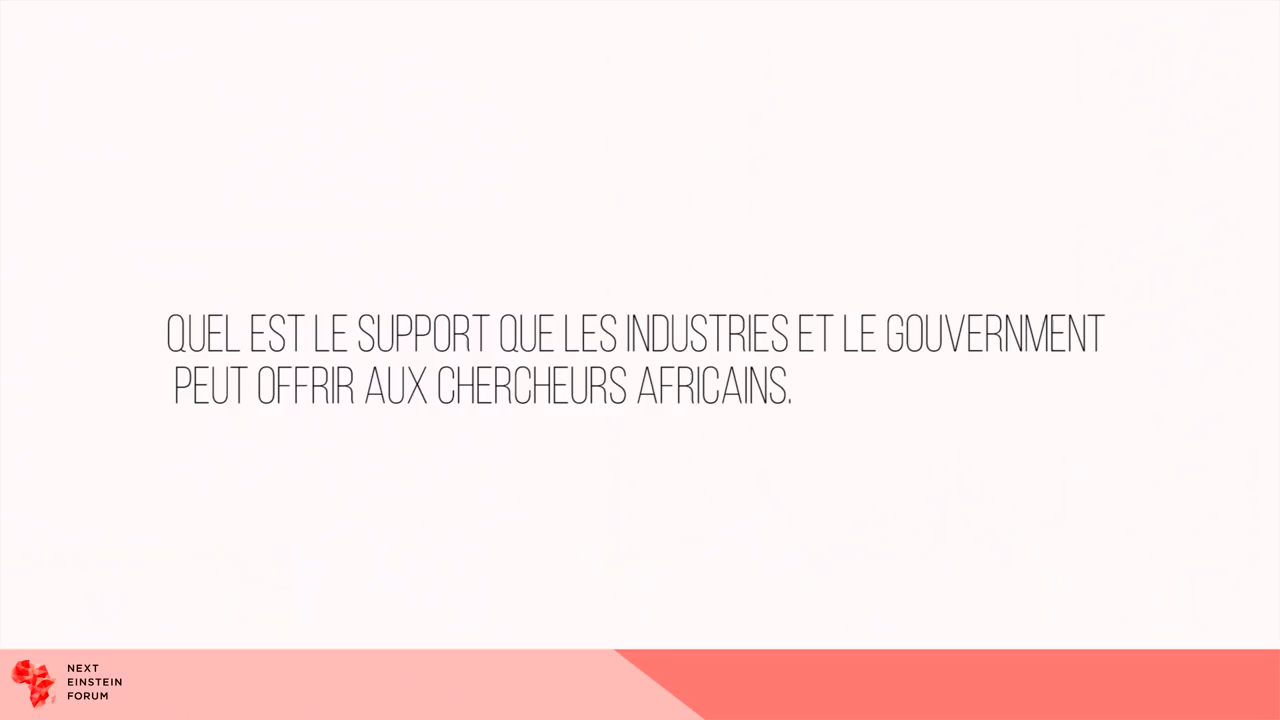 QUEL EST LE SUPPORT QUE LES INDUSTRIES ET LE GOUVERNMENT
PEUT OFFRIR AUX CHERCHEURS AFRICAINS.
NEXT
EINSTEIN
FORUM